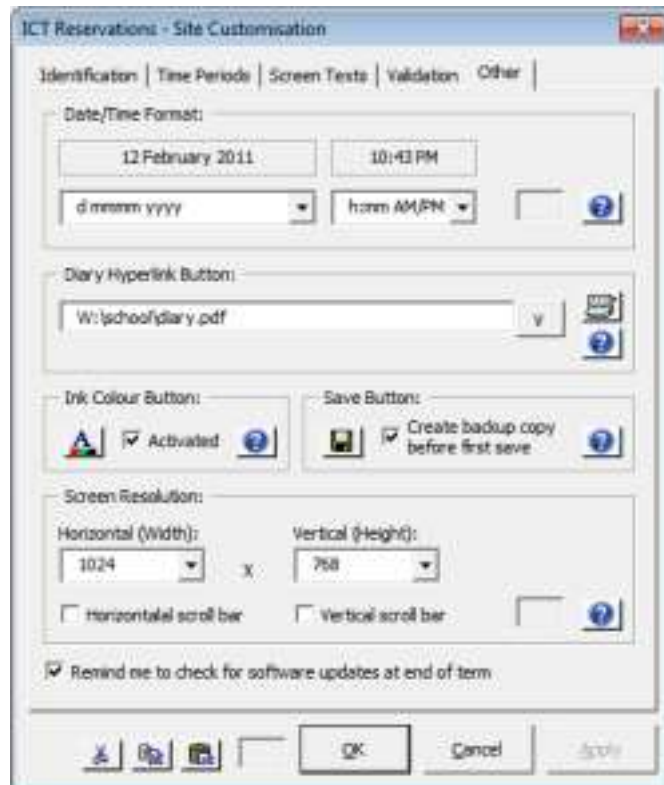 ICT Reservations - Site Customisation
Identification | Time Periods | Screen Texts | Validation | Other
Date/Time Format:
12 February 2011 10:43 PM
d mmmm yyyy h:mm AM/PM
Diary Hyperlink Button:
W:\school\diary.pdf v
Ink Colour Button: Save Button:
Activated Create backup copy
before first save
Screen Resolution:
Horizontal (Width): Vertical (Height):
1024 x 768
Horizontalal scroll bar Vertical scroll bar
Remind me to check for software updates at end of term
OK Cancel Apply